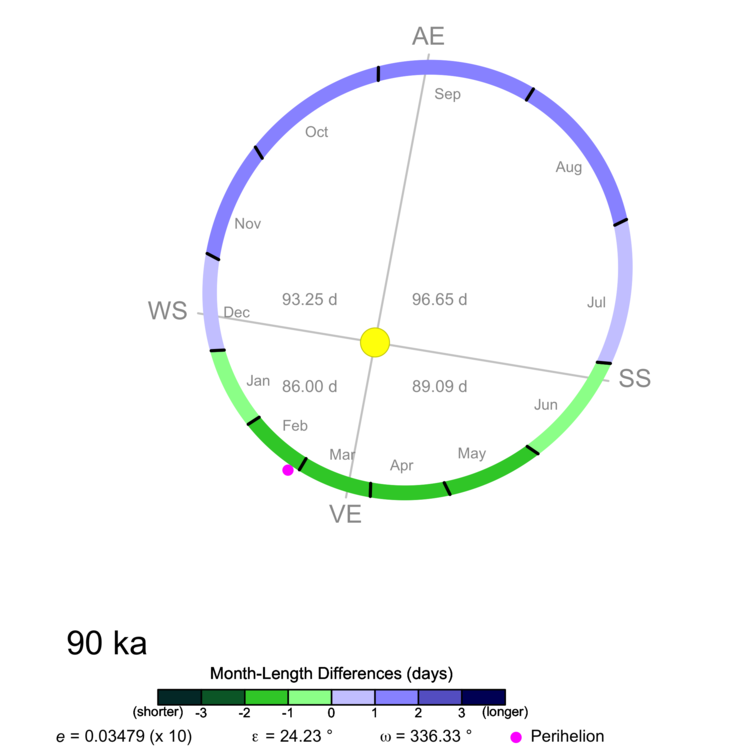 AE
Sep
Oct
Aug
Nov
93.25 d
96.65 d
Jul
WS
Dec
SS
Jan
86.00 d
89.09 d
Jun
Feb
Mar
Apr
May
VE
90 ka
Month-Length Differences (days)
(shorter) -3 -2 -1 0 1 2 3 (longer)
e = 0.03479 (x 10) ε = 24.23 ° ω = 336.33 ° Perihelion